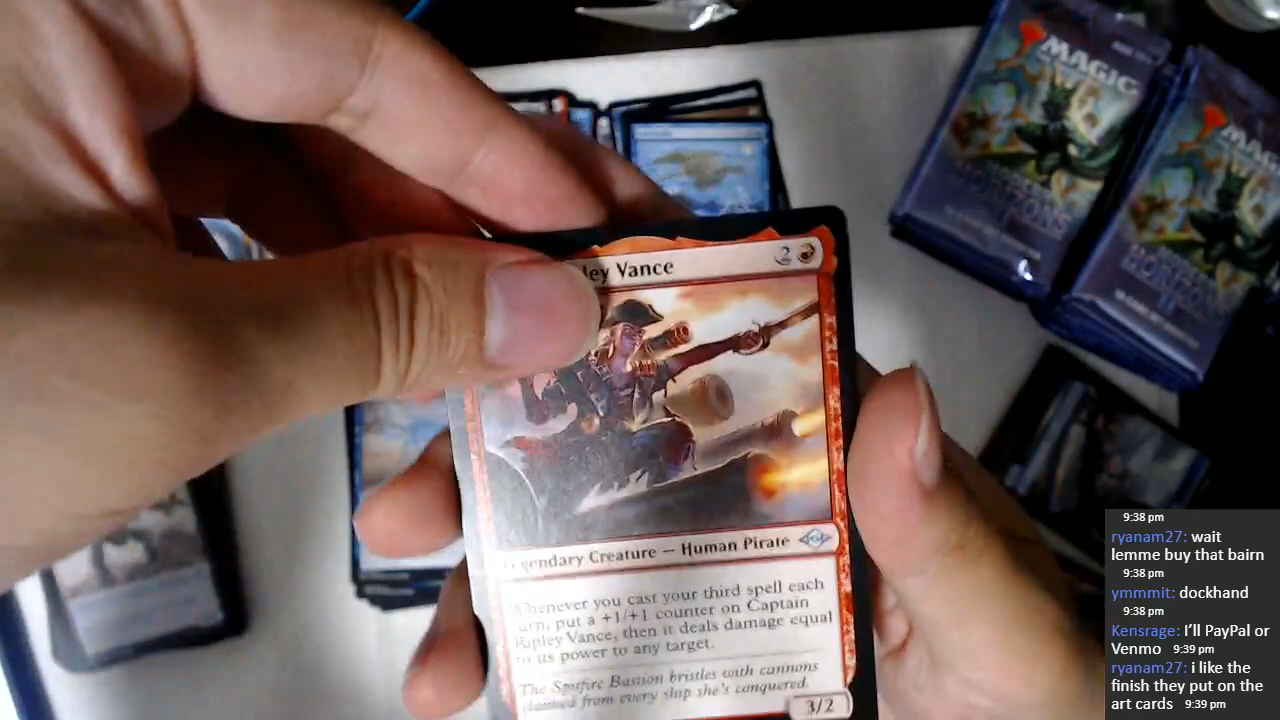 MAGIC
MAGIC
HORIZONS
HORIZONS
ley Vance
2
Legendary Creature — Human Pirate
Whenever you cast your third spell each
turn, put a +1/+1 counter on Captain
Ripley Vance, then it deals damage equal
to its power to any target.
The Spitfire Bastion bristles with cannons
claimed from every ship she's conquered.
3/2
9:38 pm
ryanam27: wait
lemme buy that bairn
9:38 pm
ymmmit: dockhand
9:38 pm
Kensrage: I'll PayPal or
Venmo 9:39 pm
ryanam27: i like the
finish they put on the
art cards 9:39 pm